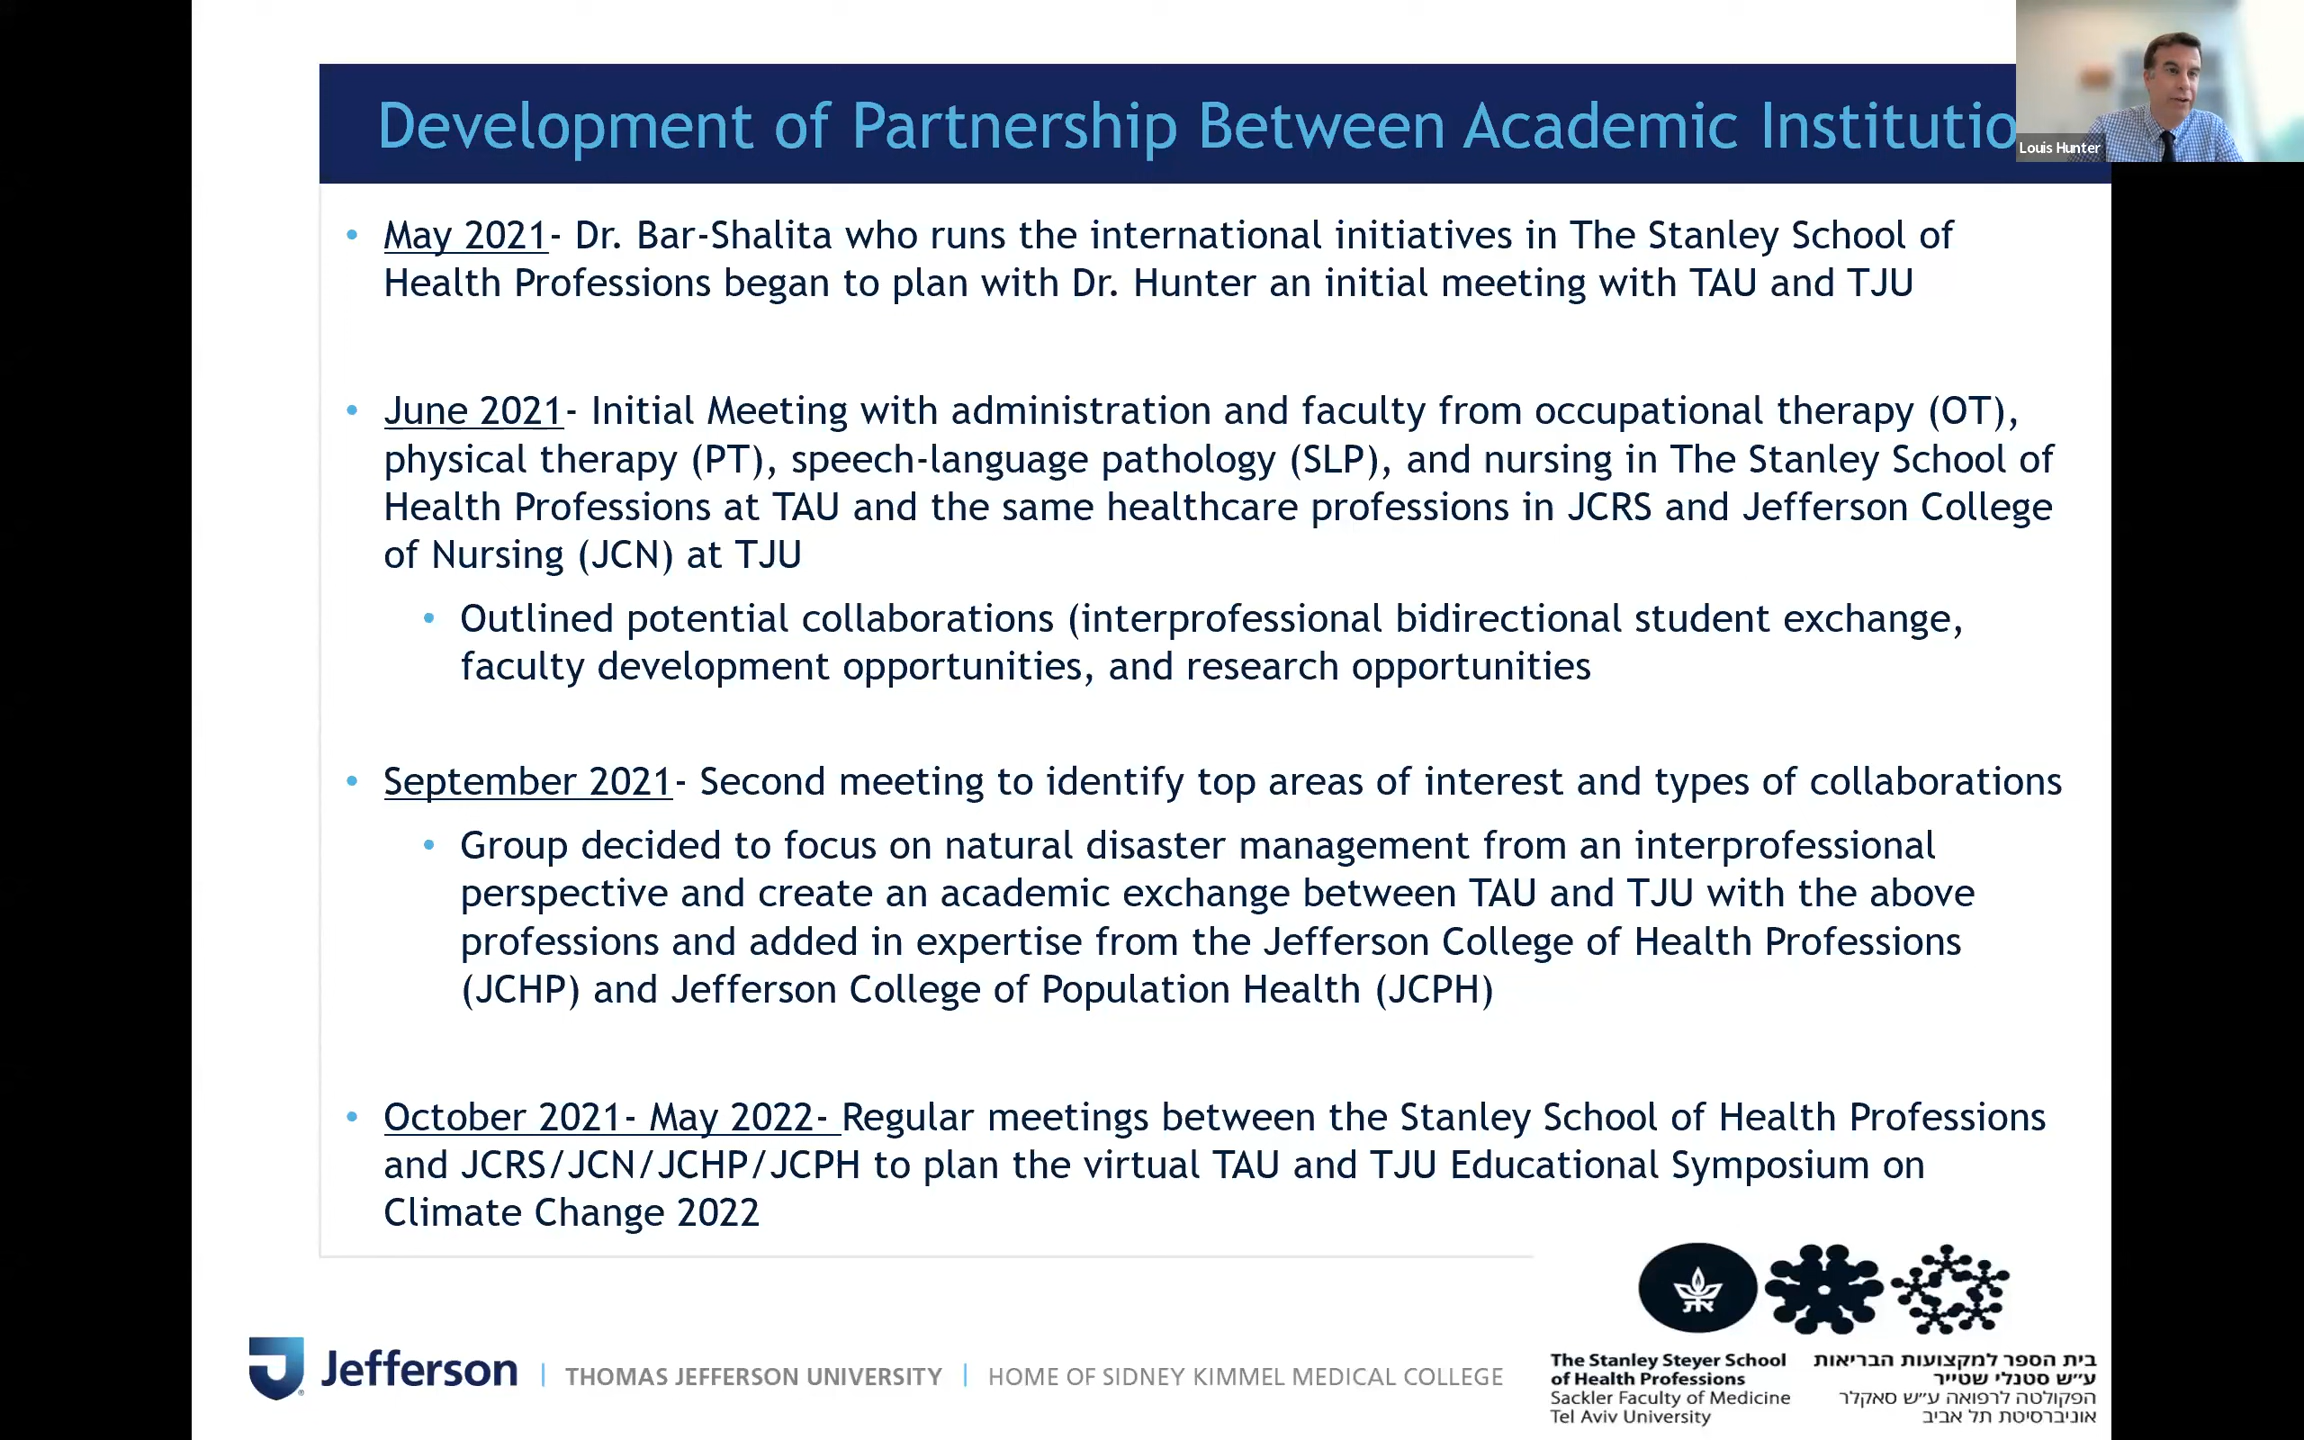 Development of Partnership Between Academic Institutio
Louis Hunter
• May 2021- Dr. Bar-Shalita who runs the international initiatives in The Stanley School of
Health Professions began to plan with Dr. Hunter an initial meeting with TAU and TJU
• June 2021- Initial Meeting with administration and faculty from occupational therapy (OT),
physical therapy (PT), speech-language pathology (SLP), and nursing in The Stanley School of
Health Professions at TAU and the same healthcare professions in JCRS and Jefferson College
of Nursing (JCN) at TJU
• Outlined potential collaborations (interprofessional bidirectional student exchange,
faculty development opportunities, and research opportunities
• September 2021- Second meeting to identify top areas of interest and types of collaborations
• Group decided to focus on natural disaster management from an interprofessional
perspective and create an academic exchange between TAU and TJU with the above
professions and added in expertise from the Jefferson College of Health Professions
(JCHP) and Jefferson College of Population Health (JCPH)
• October 2021- May 2022- Regular meetings between the Stanley School of Health Professions
and JCRS/JCN/JCHP/JCPH to plan the virtual TAU and TJU Educational Symposium on
Climate Change 2022
Jefferson | THOMAS JEFFERSON UNIVERSITY | HOME OF SIDNEY KIMMEL MEDICAL COLLEGE
The Stanley Steyer School
of Health Professions
Sackler Faculty of Medicine
Tel Aviv University
בית הספר למקצועות הבריאות
ע״ש סטנלי שטייר
הפקולטה לרפואה ע״ש סאקלר
אוניברסיטת תל אביב